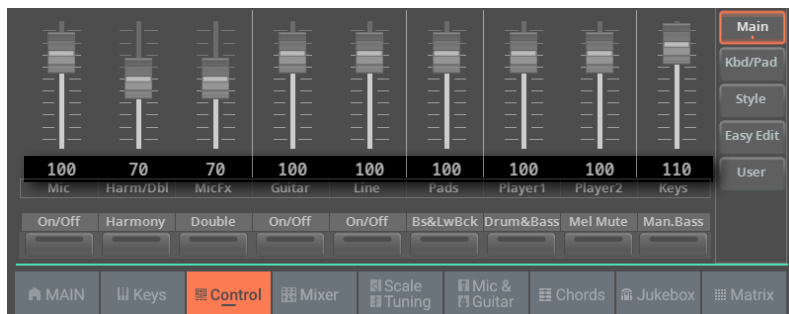 Main
Kbd/Pad
Style
Easy Edit
User
100 70 70 100 100 100 100 100 110
Mic Harm/Dbl MicFx Guitar Line Pads Player1 Player2 Keys
On/Off Harmony Double On/Off On/Off Bs&LwBck Drum&Bass Mel Mute Man.Bass
MAIN Keys Control Mixer Scale Tuning Mic & Guitar Chords Jukebox Matrix